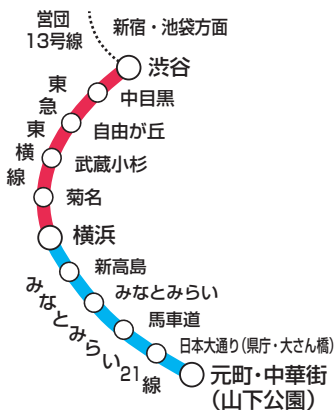 営団
13号線
新宿・池袋方面
渋谷
東急東横線
中目黒
自由が丘
武蔵小杉
菊名
横浜
新高島
みなとみらい
馬車道
日本大通り(県庁・大さん橋)
元町・中華街
(山下公園)
みなとみらい21線